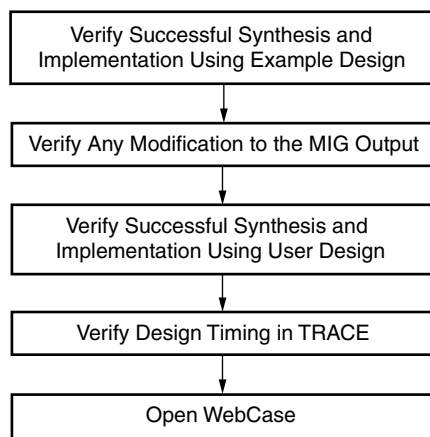 Verify Successful Synthesis and
Implementation Using Example Design
Verify Any Modification to the MIG Output
Verify Successful Synthesis and
Implementation Using User Design
Verify Design Timing in TRACE
Open WebCase